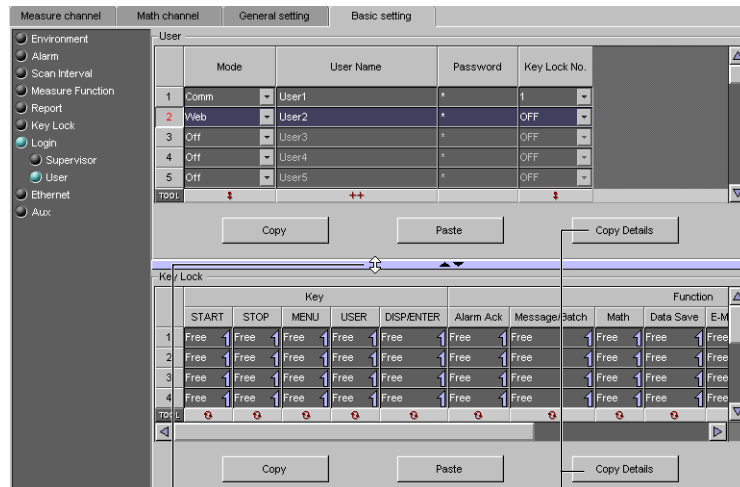 Measure channel Math channel General setting Basic setting
Environment
Alarm
Scan Interval
Measure Function
Report
Key Lock
Login
Supervisor
User
Ethernet
Aux
User
Mode User Name Password Key Lock No.
1 Comm User1 * 1
2 Web User2 * OFF
3 Off User3 * OFF
4 Off User4 * OFF
5 Off User5 * OFF
TOOL ++
Copy Paste Copy Details
Key Lock
Key Function
START STOP MENU USER DISP/ENTER Alarm Ack Message/Batch Math Data Save E-M
1 Free Free Free Free Free Free Free Free Free Free
2 Free Free Free Free Free Free Free Free Free Free
3 Free Free Free Free Free Free Free Free Free Free
4 Free Free Free Free Free Free Free Free Free Free
TOOL
Copy Paste Copy Details